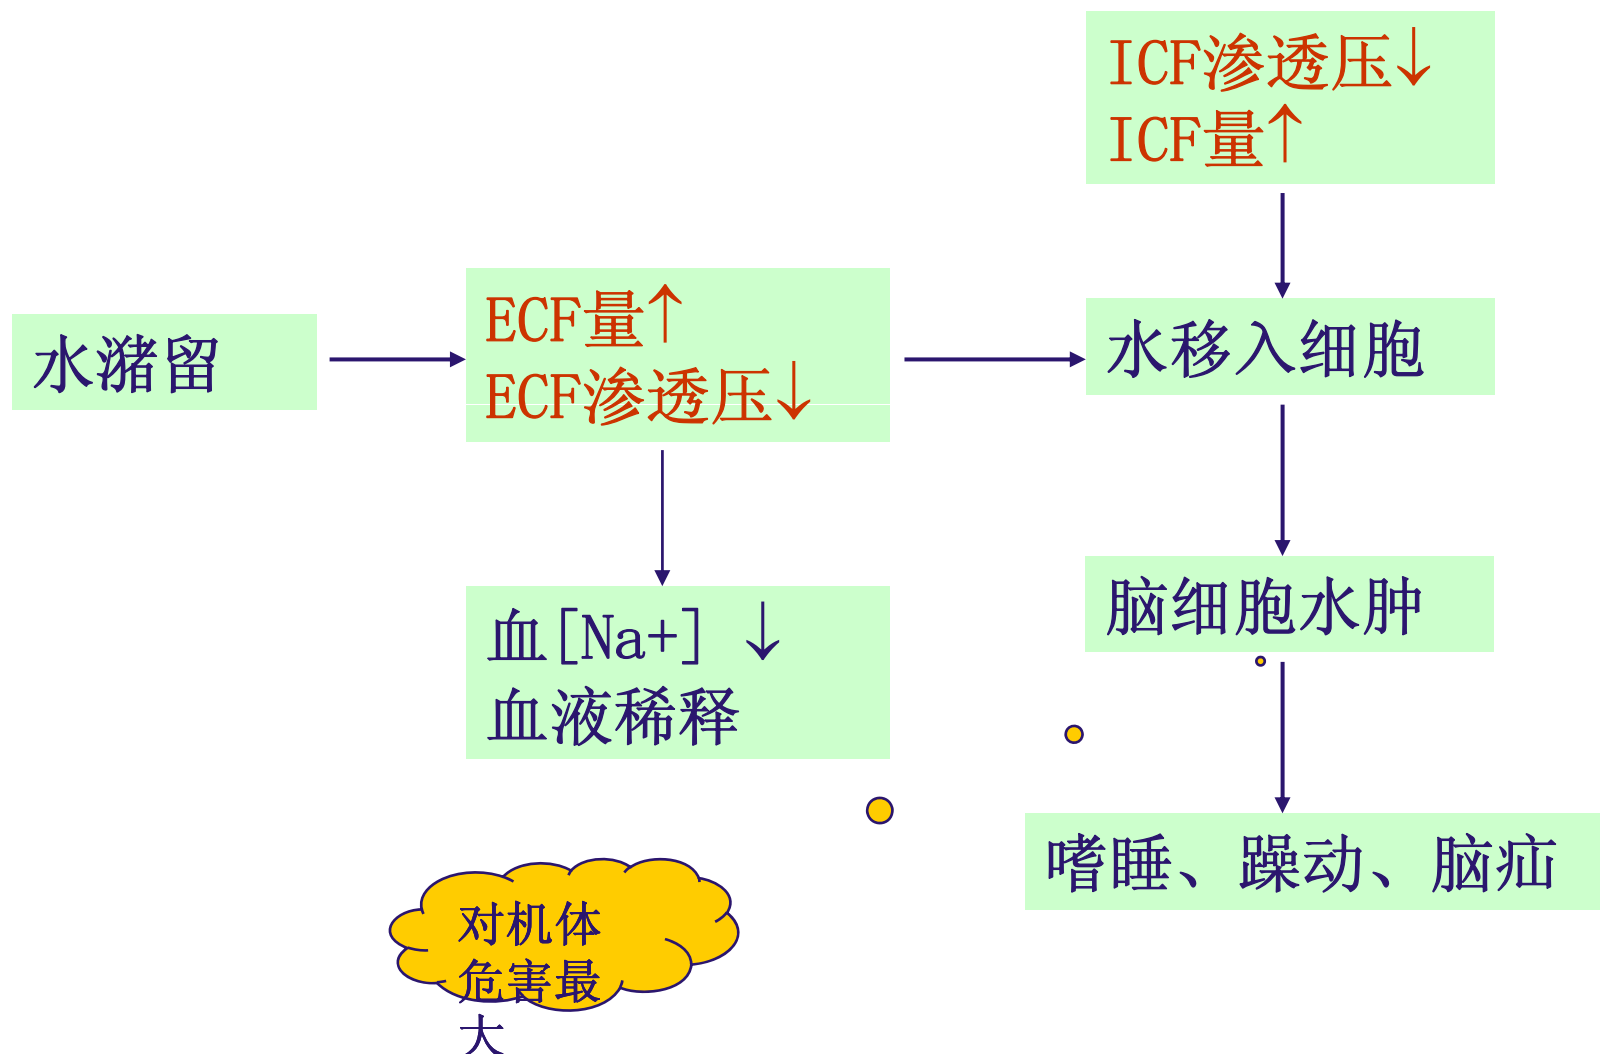 ICF渗透压↓
ICF量↑
水潴留
ECF量↑
ECF渗透压↓
水移入细胞
血[Na+] ↓
血液稀释
脑细胞水肿
嗜睡、躁动、脑疝
对机体
危害最
大